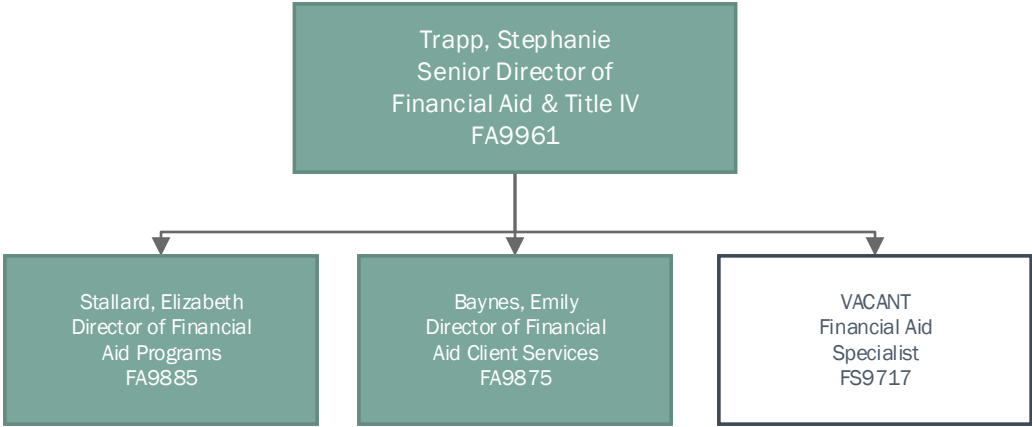 Trapp, Stephanie
Senior Director of
Financial Aid & Title IV
FA9961
Stallard, Elizabeth
Director of Financial
Aid Programs
FA9885
Baynes, Emily
Director of Financial
Aid Client Services
FA9875
VACANT
Financial Aid
Specialist
FS9717